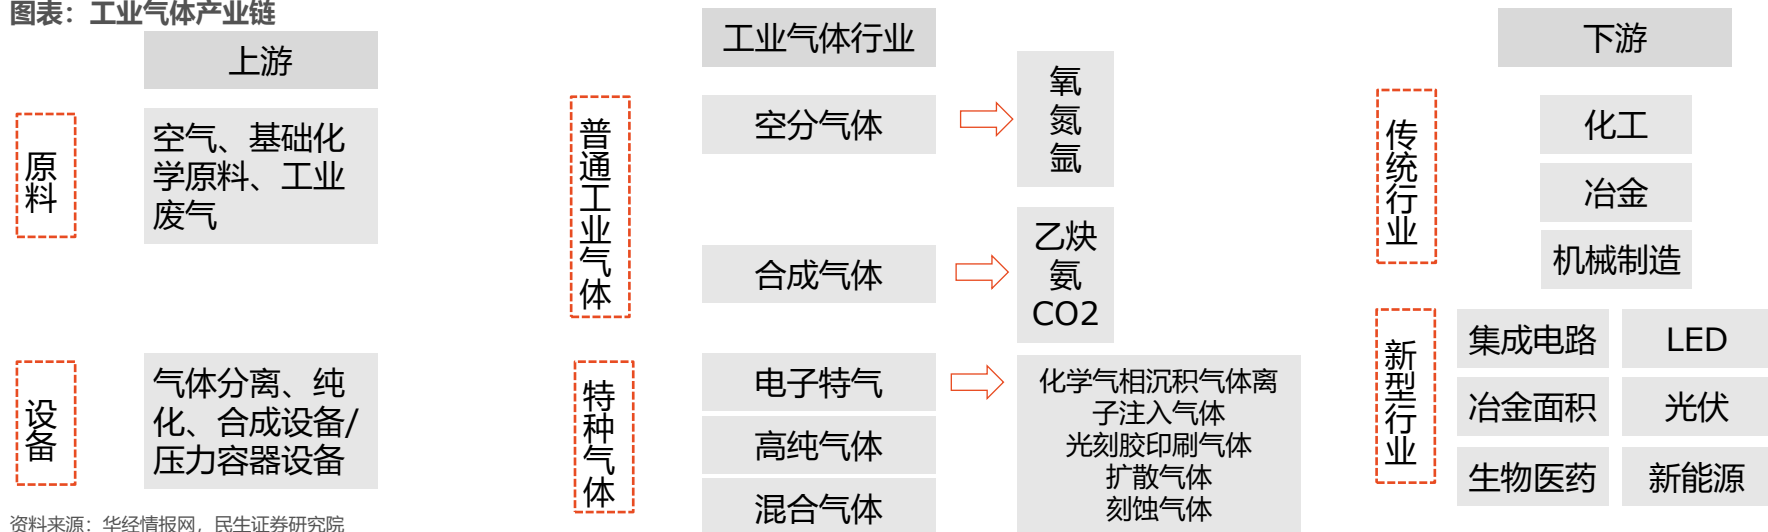 图表：工业气体产业链
上游
原料
空气、基础化
学原料、工业
废气
设备
气体分离、纯
化、合成设备/
压力容器设备
工业气体行业
普通工业气体
空分气体
氧
氮
氩
合成气体
乙炔
氨
CO2
特种气体
电子特气
高纯气体
混合气体
化学气相沉积气体离
子注入气体
光刻胶印刷气体
扩散气体
刻蚀气体
下游
传统行业
化工
冶金
机械制造
新型行业
集成电路
LED
冶金面积
光伏
生物医药
新能源
资料来源：华经情报网，民生证券研究院